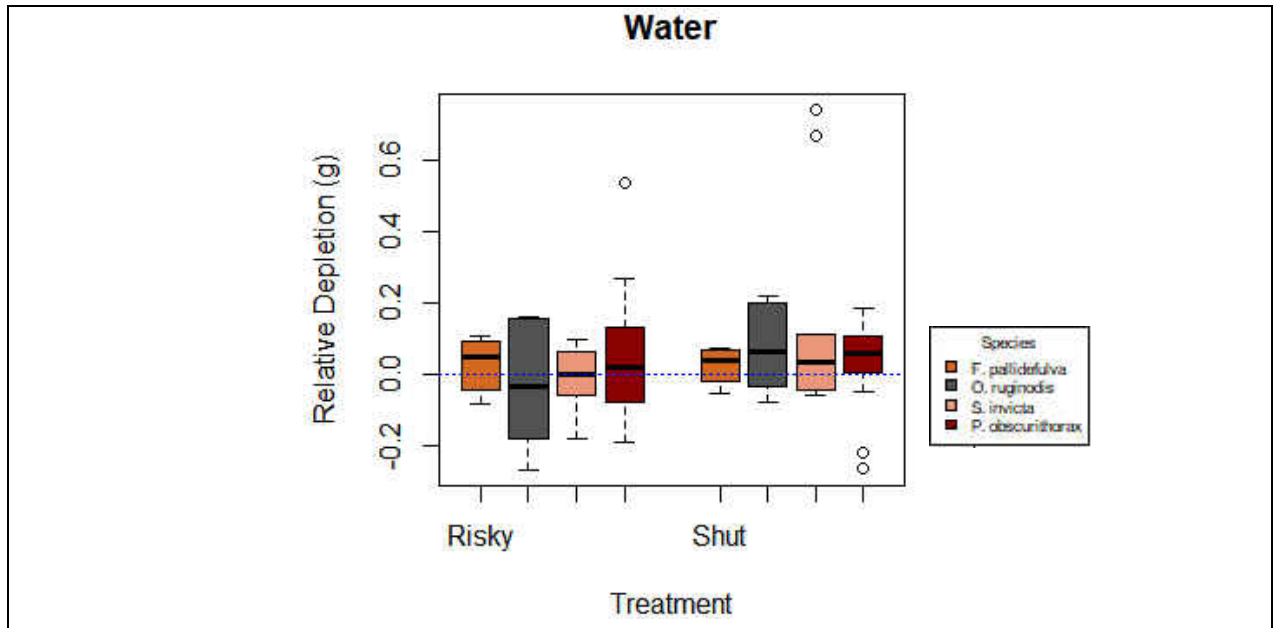 Water
Relative Depletion (g)
0.6
0.4
0.2
0.0
-0.2
Risky Shut
Treatment
Species
F. pallidefulva
O. ruginodis
S. invicta
P. obscurithorax